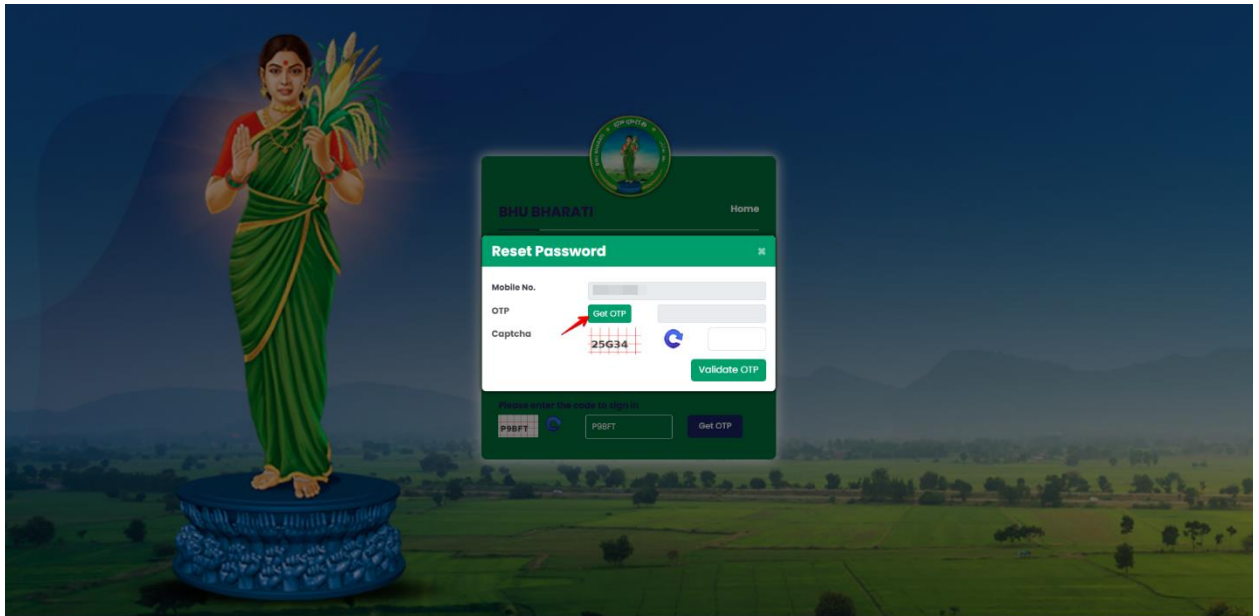 BHU BHARATI
Home
Reset Password ×
Mobile No.
OTP Get OTP
Captcha 25G34
Validate OTP
Please enter the code to sign in
P9BFT P9BFT Get OTP